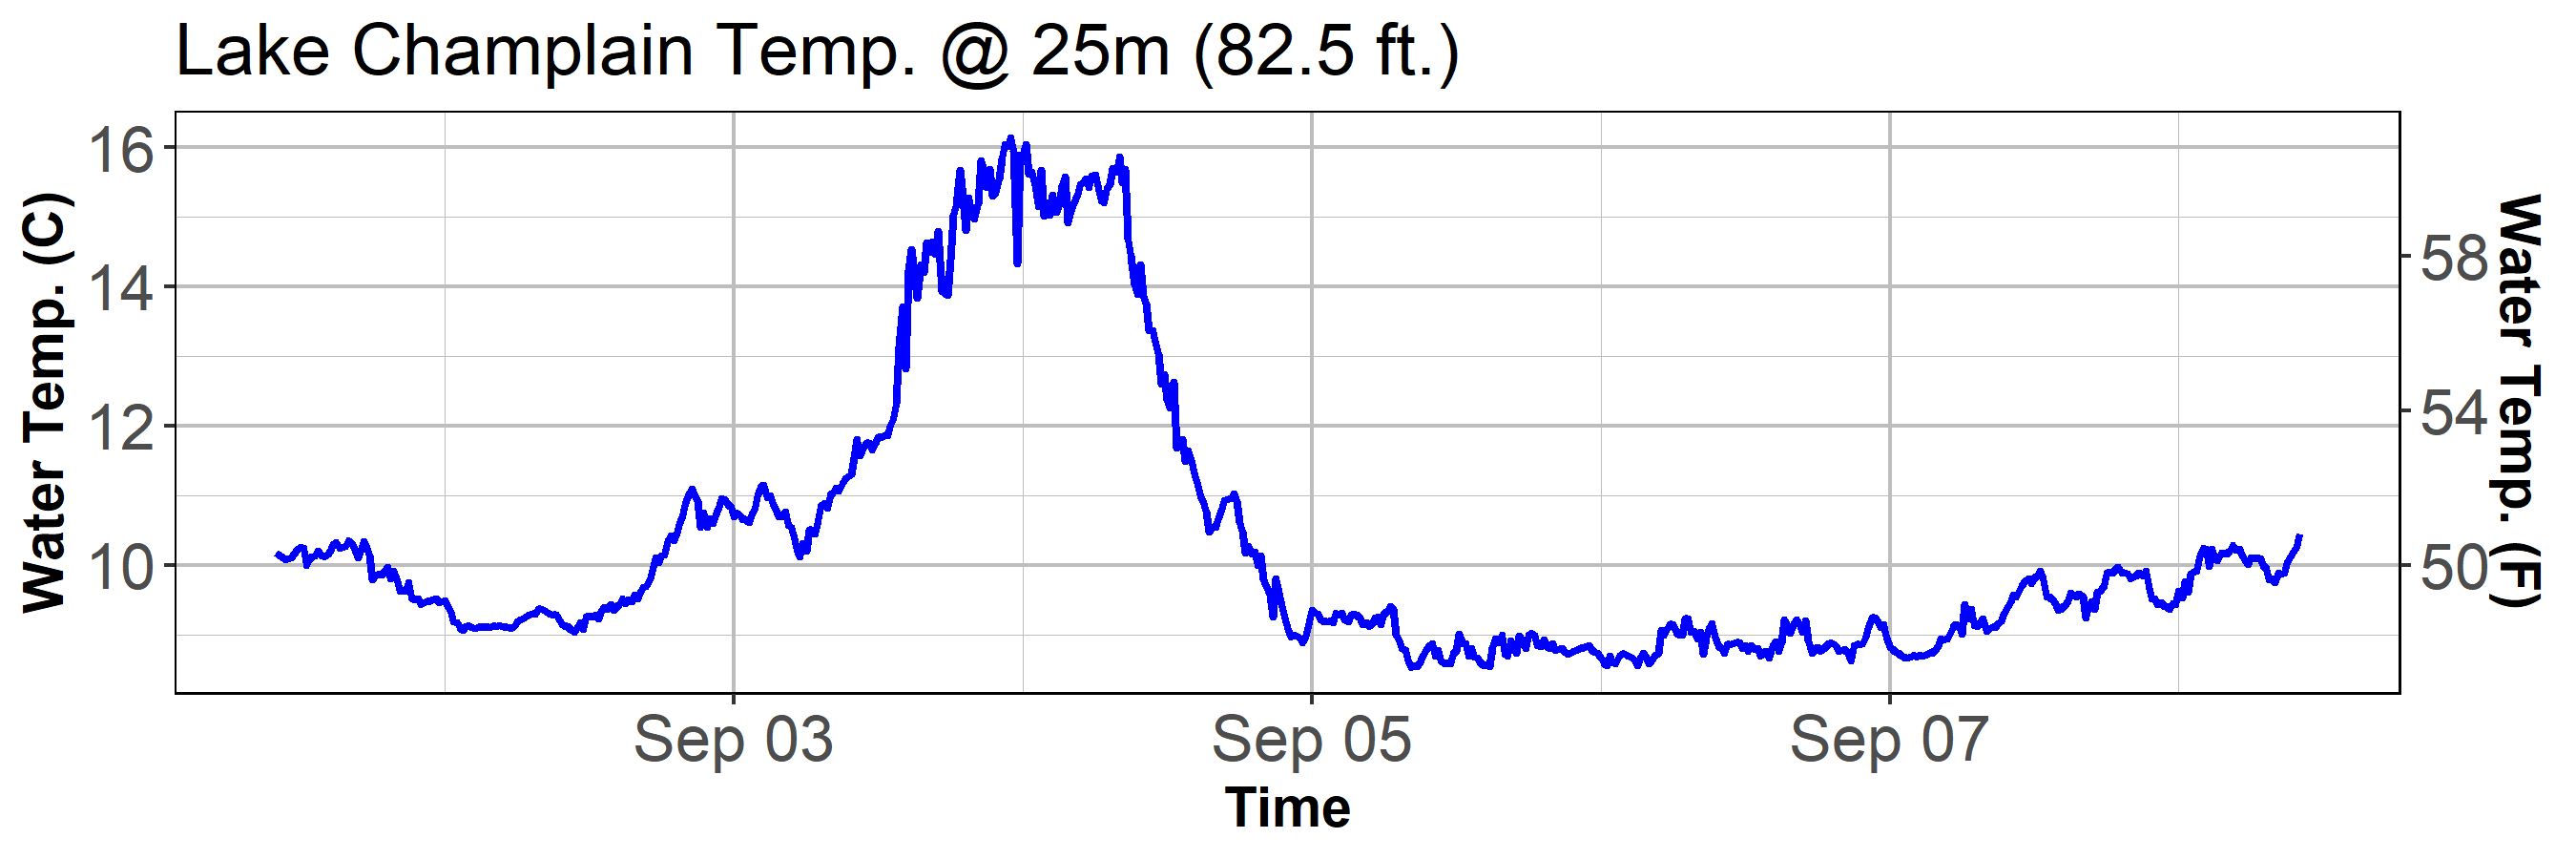 Lake Champlain Temp. @ 25m (82.5 ft.)
Water Temp. (C)
16
14
12
10
58
54
50
Water Temp. (F)
Sep 03
Sep 05
Sep 07
Time